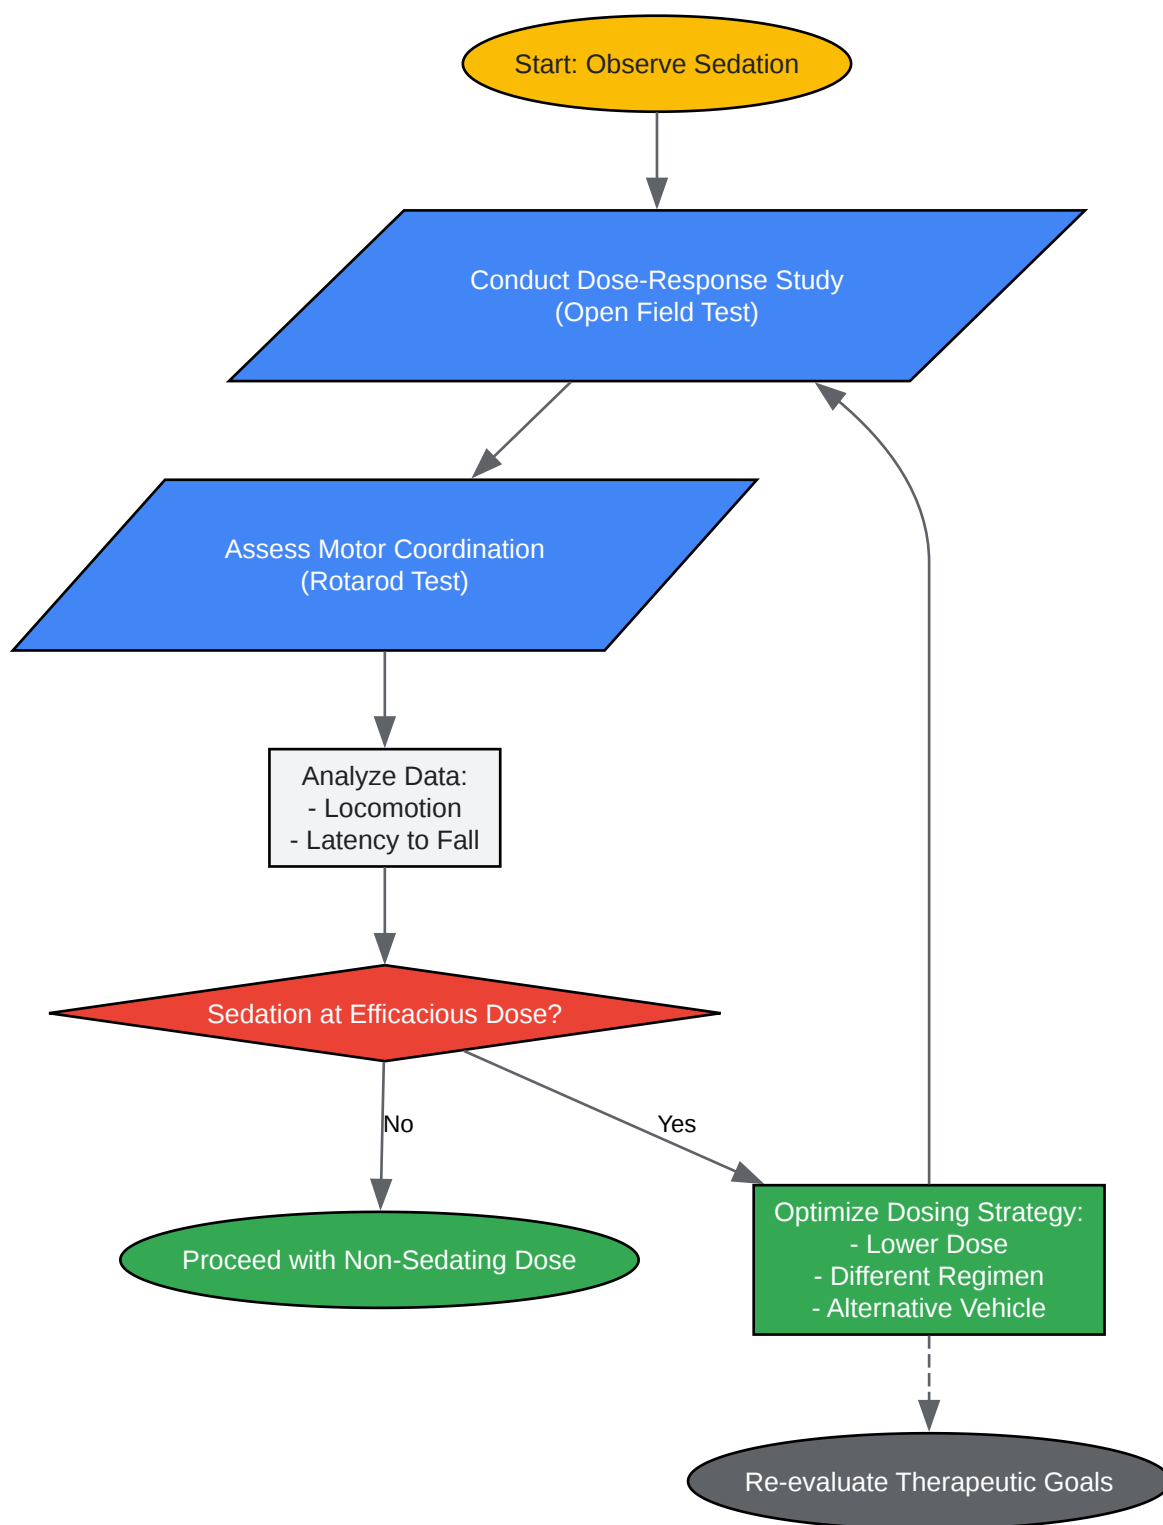 Start: Observe Sedation
Conduct Dose-Response Study
(Open Field Test)
Assess Motor Coordination
(Rotarod Test)
Analyze Data:
- Locomotion
- Latency to Fall
Sedation at Efficacious Dose?
No
Yes
Proceed with Non-Sedating Dose
Optimize Dosing Strategy:
- Lower Dose
- Different Regimen
- Alternative Vehicle
Re-evaluate Therapeutic Goals